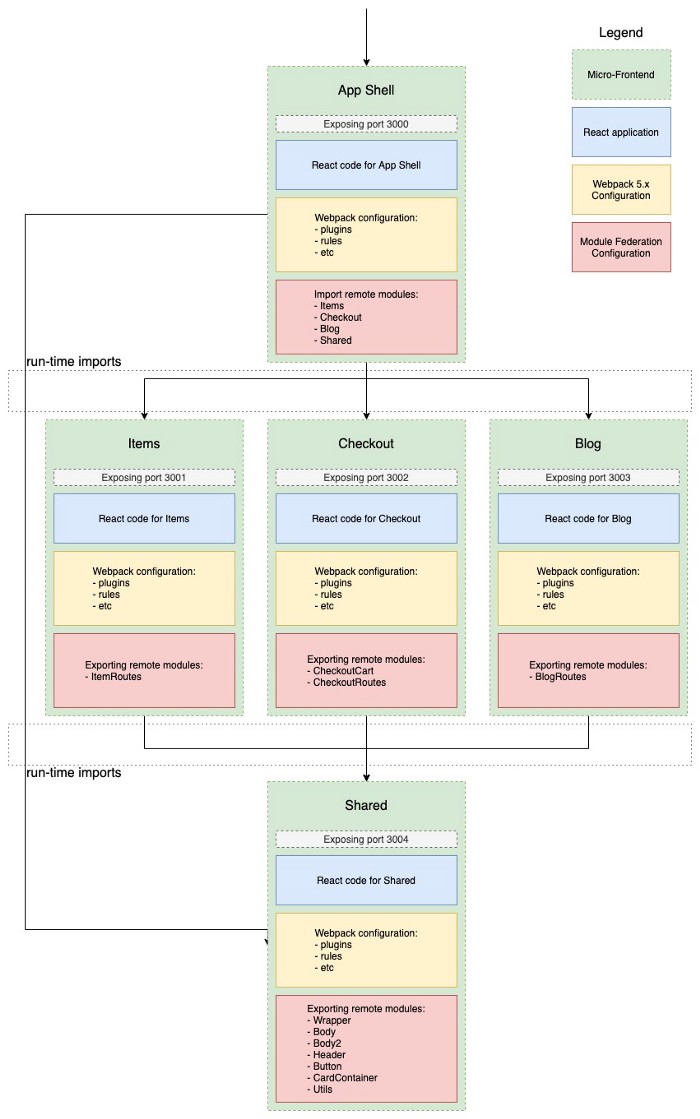 Legend
Micro-Frontend
React application
Webpack 5.x
Configuration
Module Federation
Configuration
App Shell
Exposing port 3000
React code for App Shell
Webpack configuration:
- plugins
- rules
- etc
Import remote modules:
- Items
- Checkout
- Blog
- Shared
run-time imports
Items
Exposing port 3001
React code for Items
Webpack configuration:
- plugins
- rules
- etc
Exporting remote modules:
- ItemRoutes
Checkout
Exposing port 3002
React code for Checkout
Webpack configuration:
- plugins
- rules
- etc
Exporting remote modules:
- CheckoutCart
- CheckoutRoutes
Blog
Exposing port 3003
React code for Blog
Webpack configuration:
- plugins
- rules
- etc
Exporting remote modules:
- BlogRoutes
run-time imports
Shared
Exposing port 3004
React code for Shared
Webpack configuration:
- plugins
- rules
- etc
Exporting remote modules:
- Wrapper
- Body
- Body2
- Header
- Button
- CardContainer
- Utils